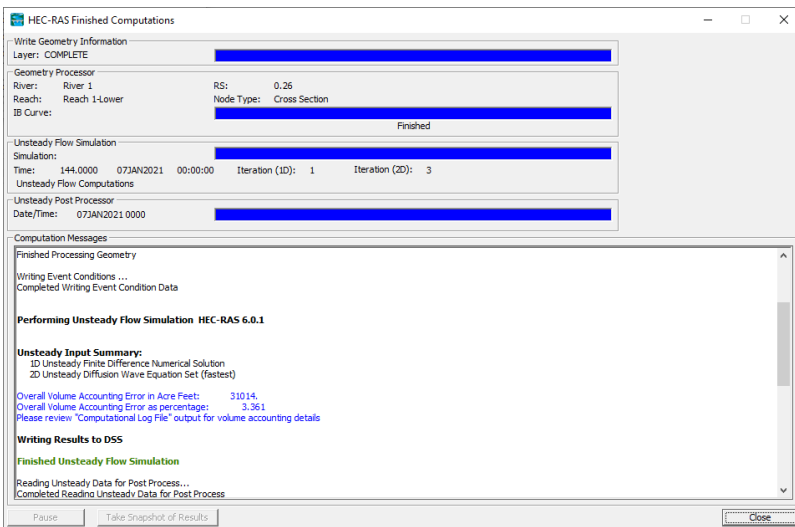 HEC-RAS Finished Computations
Write Geometry Information
Layer: COMPLETE
Geometry Processor
River: River 1 RS: 0.26
Reach: Reach 1-Lower Node Type: Cross Section
IB Curve:
Finished
Unsteady Flow Simulation
Simulation:
Time: 144.0000 07JAN2021 00:00:00 Iteration (1D): 1 Iteration (2D): 3
Unsteady Flow Computations
Unsteady Post Processor
Date/Time: 07JAN2021 0000
Computation Messages
Finished Processing Geometry
Writing Event Conditions ...
Completed Writing Event Condition Data
Performing Unsteady Flow Simulation HEC-RAS 6.0.1
Unsteady Input Summary:
1D Unsteady Finite Difference Numerical Solution
2D Unsteady Diffusion Wave Equation Set (fastest)
Overall Volume Accounting Error in Acre Feet: 31014.
Overall Volume Accounting Error as percentage: 3.361
Please review "Computational Log File" output for volume accounting details
Writing Results to DSS
Finished Unsteady Flow Simulation
Reading Unsteady Data for Post Process...
Completed Reading Unsteady Data for Post Process
Pause Take Snapshot of Results Close